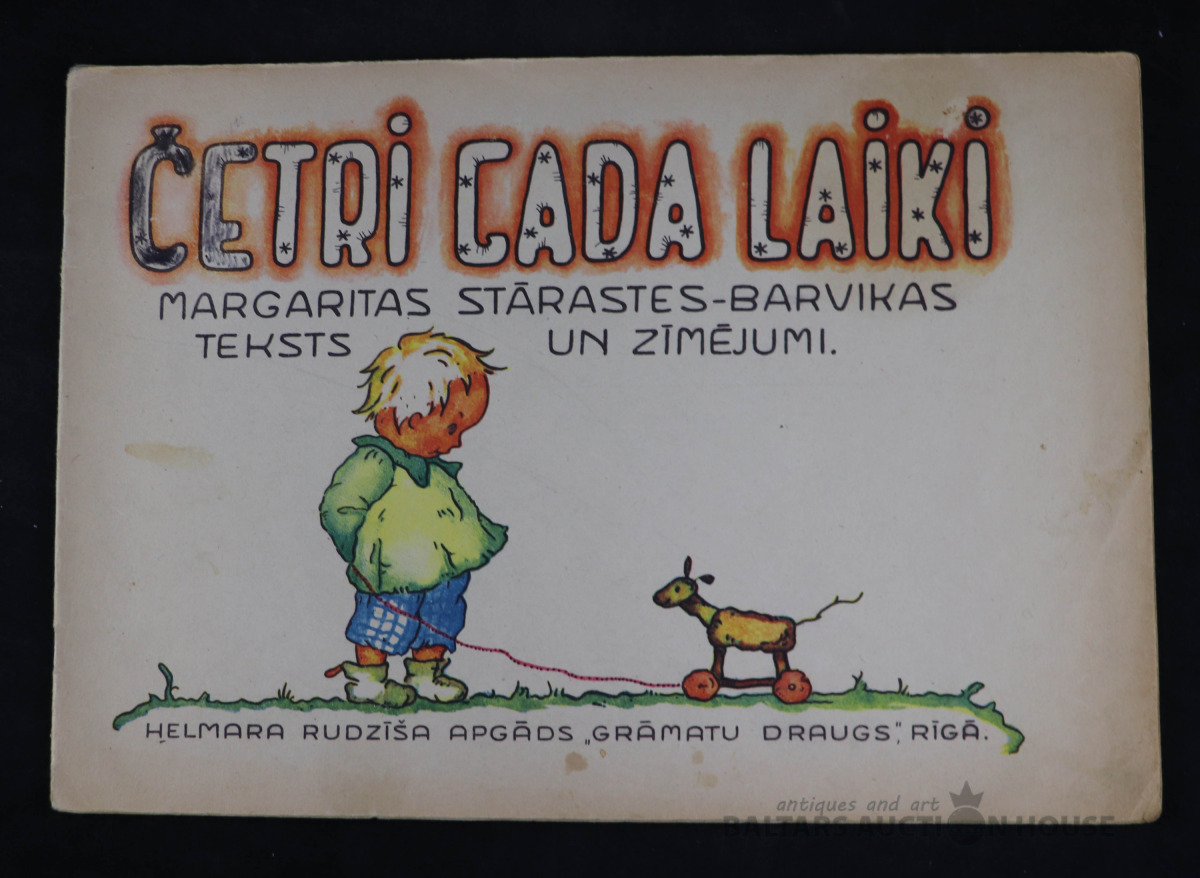 ČETRI GADA LAIKI
MARGARITAS STĀRASTES-BARVIKAS
TEKSTS UN ZĪMĒJUMI.
ḤELMARA RUDZĪŠA APGĀDS „GRĀMATU DRAUGS”, RĪGĀ.
antiques and art
BALTARS AUCTION HOUSE